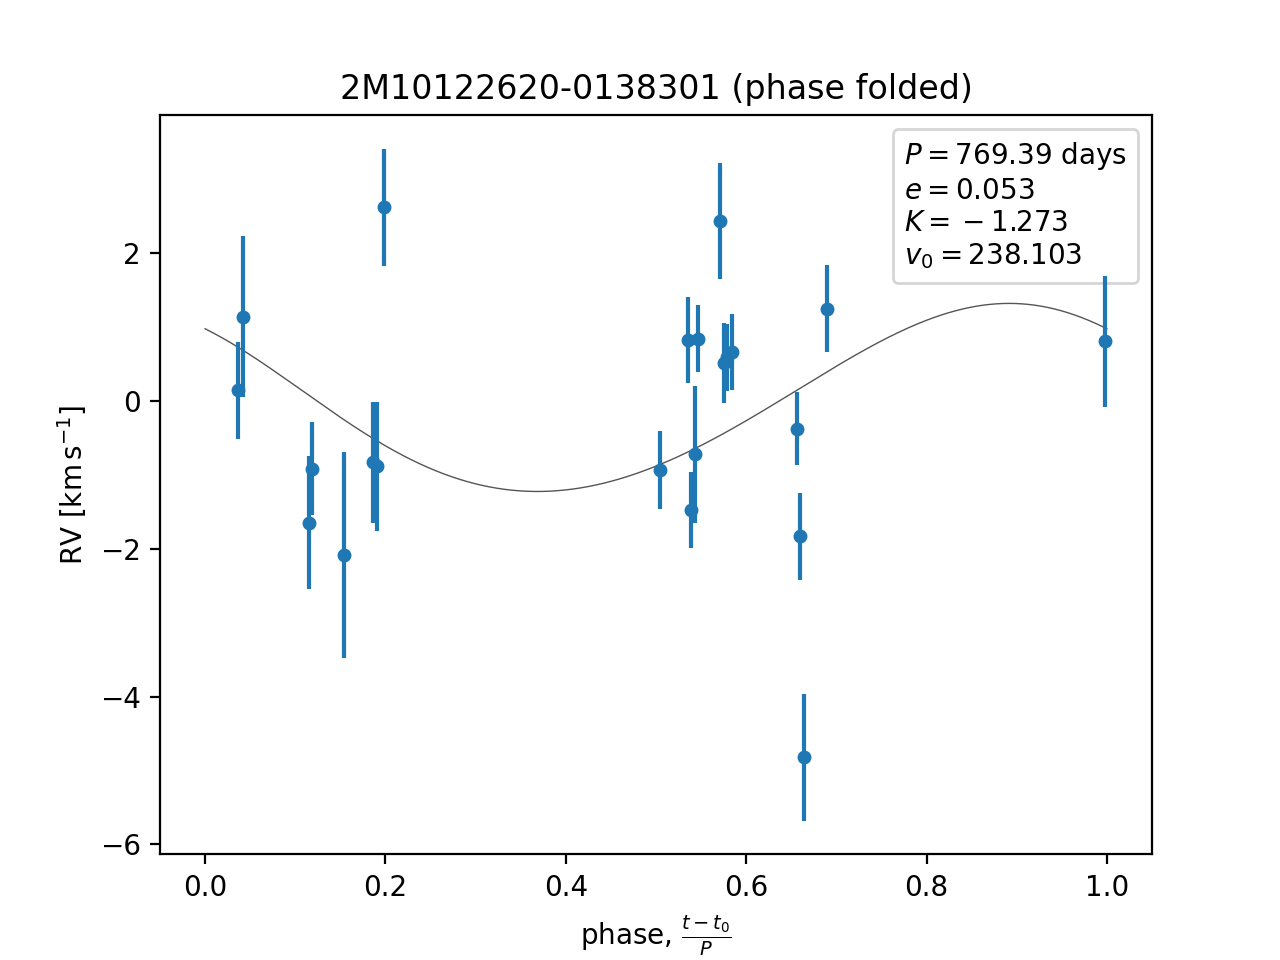 2M10122620-0138301 (phase folded)
P = 769.39 days
e = 0.053
K = −1.273
v₀ = 238.103
RV [km s⁻¹]
2
0
−2
−4
−6
0.0 0.2 0.4 0.6 0.8 1.0
phase, (t − t₀)/P